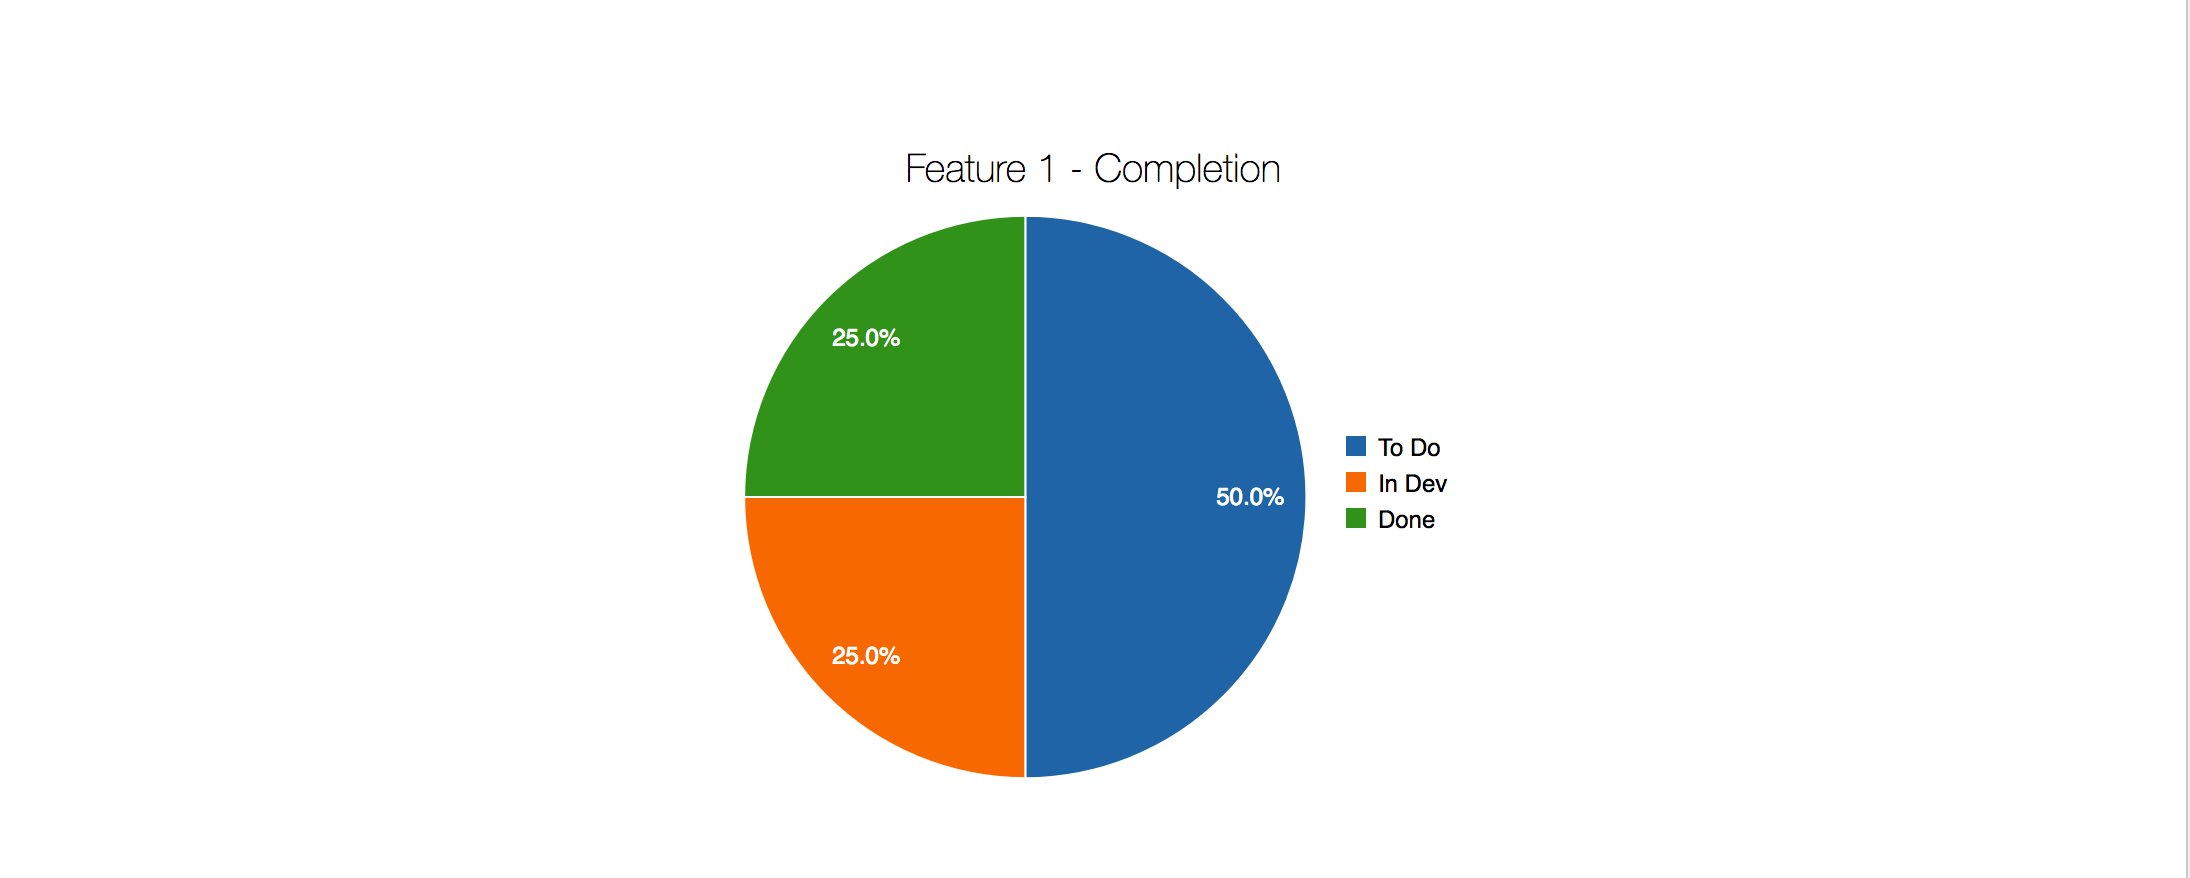 Feature 1 - Completion
25.0%
50.0%
25.0%
To Do
In Dev
Done